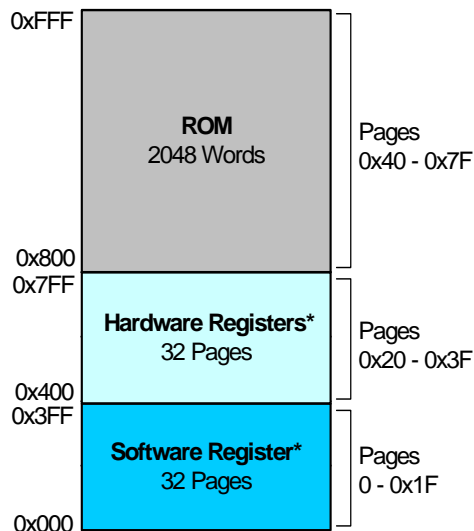 0xFFF
ROM
2048 Words
Pages
0x40 - 0x7F
0x800
0x7FF
Hardware Registers*
32 Pages
Pages
0x20 - 0x3F
0x400
0x3FF
Software Register*
32 Pages
Pages
0 - 0x1F
0x000